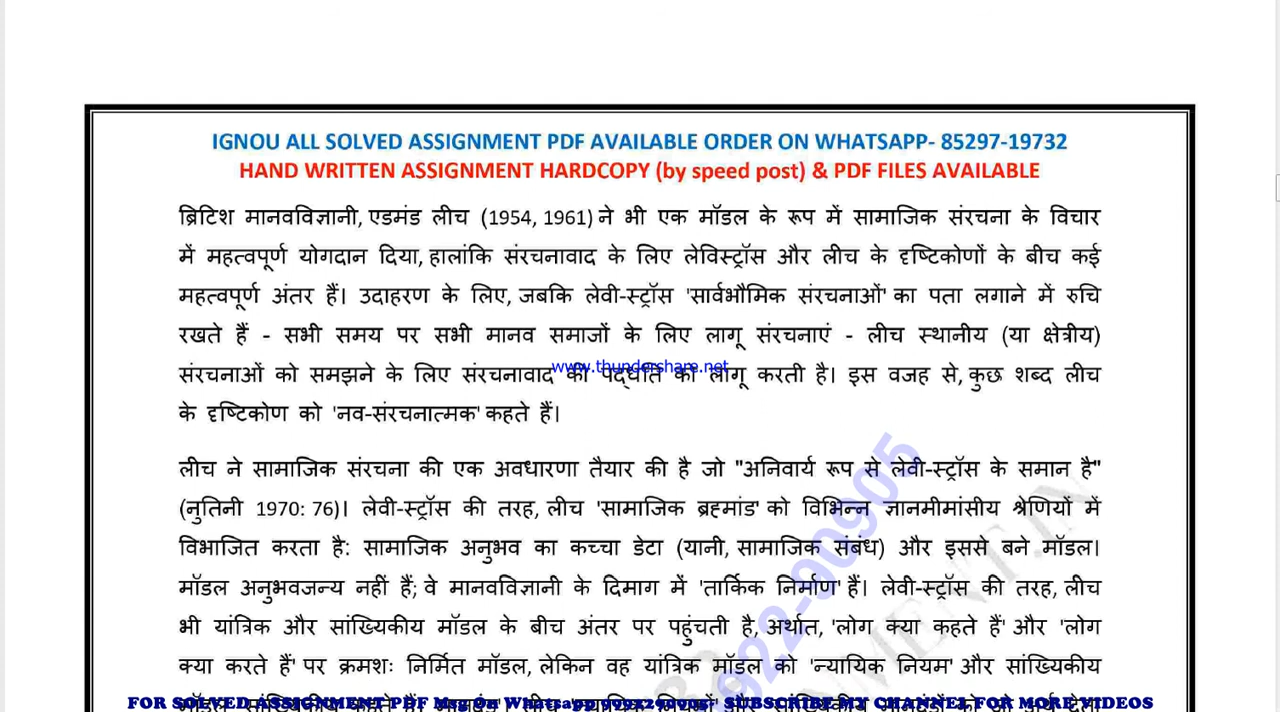 IGNOU ALL SOLVED ASSIGNMENT PDF AVAILABLE ORDER ON WHATSAPP- 85297-19732
HAND WRITTEN ASSIGNMENT HARDCOPY (by speed post) & PDF FILES AVAILABLE
ब्रिटिश मानवविज्ञानी, एडमंड लीच (1954, 1961) ने भी एक मॉडल के रूप में सामाजिक संरचना के विचार
में महत्वपूर्ण योगदान दिया, हालांकि संरचनावाद के लिए लेविस्ट्रॉस और लीच के दृष्टिकोणों के बीच कई
महत्वपूर्ण अंतर हैं। उदाहरण के लिए, जबकि लेवी-स्ट्रॉस 'सार्वभौमिक संरचनाओं' का पता लगाने में रुचि
रखते हैं - सभी समय पर सभी मानव समाजों के लिए लागू संरचनाएं - लीच स्थानीय (या क्षेत्रीय)
www.thundershare.net
संरचनाओं को समझने के लिए संरचनावाद की पद्धति को लागू करती है। इस वजह से, कुछ शब्द लीच
के दृष्टिकोण को 'नव-संरचनात्मक' कहते हैं।
लीच ने सामाजिक संरचना की एक अवधारणा तैयार की है जो "अनिवार्य रूप से लेवी-स्ट्रॉस के समान है"
(नुतिनी 1970: 76)। लेवी-स्ट्रॉस की तरह, लीच 'सामाजिक ब्रह्मांड' को विभिन्न ज्ञानमीमांसीय श्रेणियों में
विभाजित करता है: सामाजिक अनुभव का कच्चा डेटा (यानी, सामाजिक संबंध) और इससे बने मॉडल।
मॉडल अनुभवजन्य नहीं हैं; वे मानवविज्ञानी के दिमाग में 'तार्किक निर्माण' हैं। लेवी-स्ट्रॉस की तरह, लीच
भी यांत्रिक और सांख्यिकीय मॉडल के बीच अंतर पर पहुंचती है, अर्थात, 'लोग क्या कहते हैं' और 'लोग
क्या करते हैं' पर क्रमशः निर्मित मॉडल, लेकिन वह यांत्रिक मॉडल को 'न्यायिक नियम' और सांख्यिकीय
FOR SOLVED ASSIGNMENT PDF Msg on Whatsapp SUBSCRIBE MY CHANNEL FOR MORE VIDEOS
922-90905